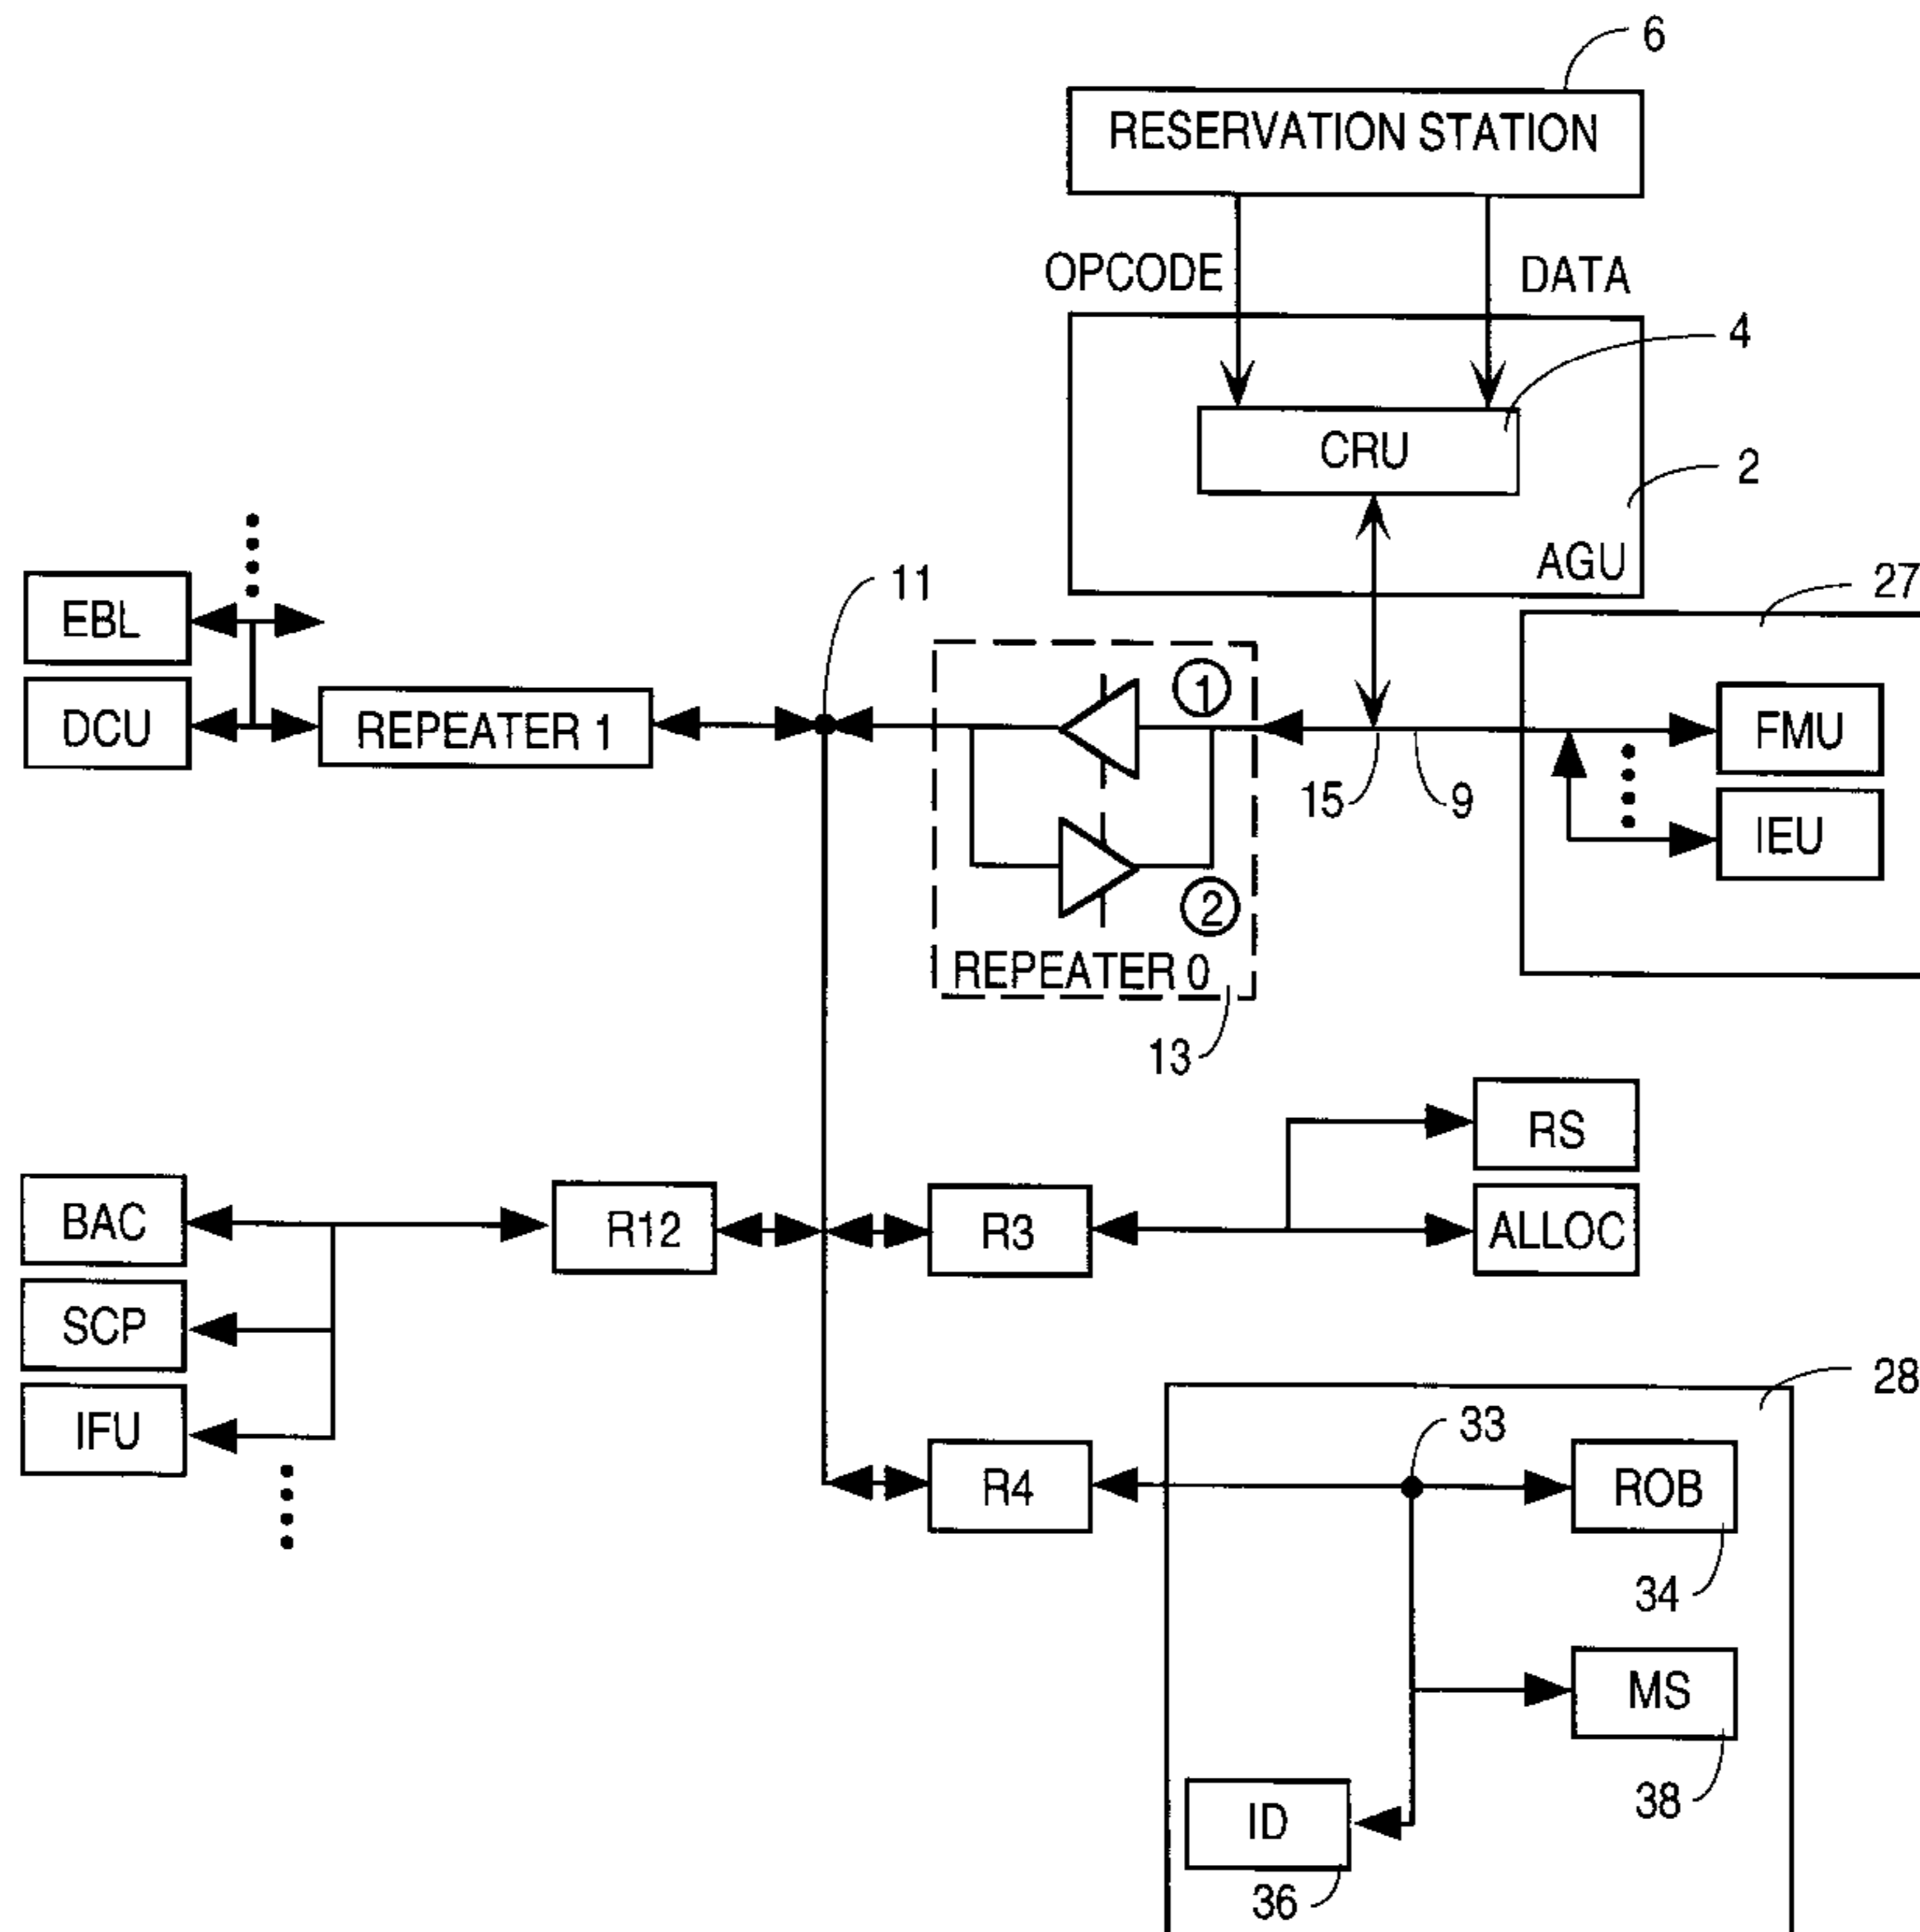 6
RESERVATION STATION
OPCODE
DATA
4
CRU
2
AGU
11
27
EBL
DCU
REPEATER 1
1
FMU
15
9
IEU
2
REPEATER 0
13
RS
BAC
R12
R3
ALLOC
SCP
28
IFU
33
R4
ROB
34
MS
38
ID
36